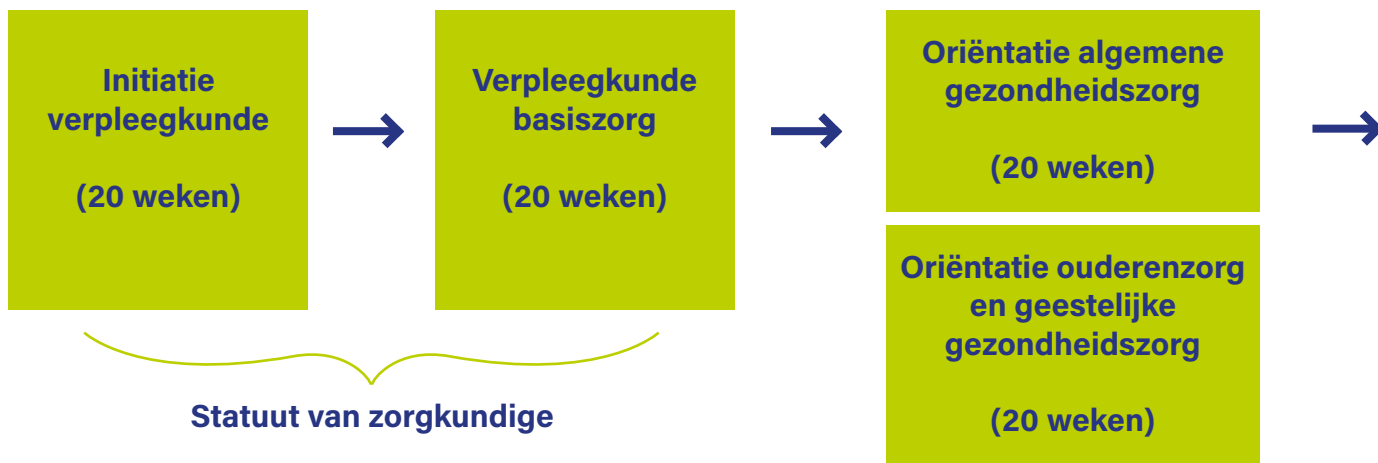 Initiatie
verpleegkunde
(20 weken)
Verpleegkunde
basiszorg
(20 weken)
Oriëntatie algemene
gezondheidszorg
(20 weken)
Oriëntatie ouderenzorg
en geestelijke
gezondheidszorg
(20 weken)
Statuut van zorgkundige